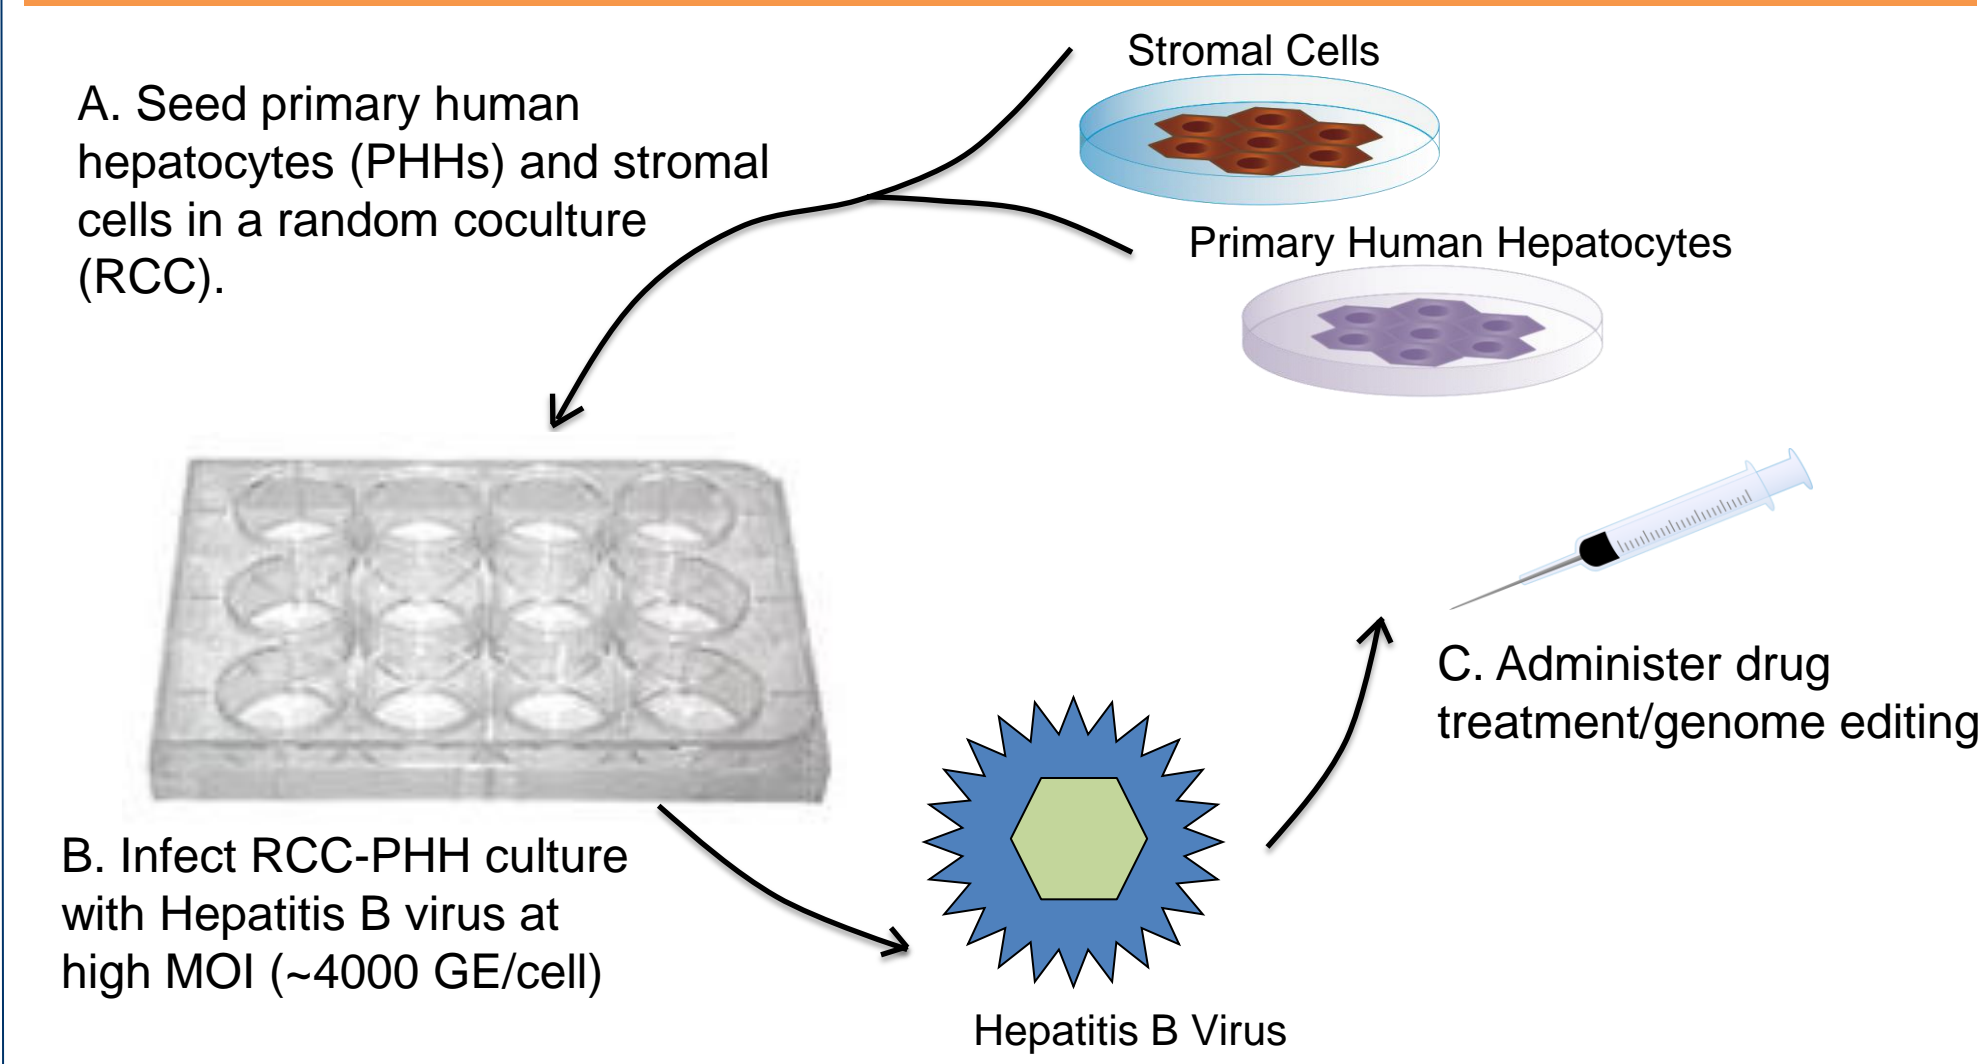 Stromal Cells
A. Seed primary human
hepatocytes (PHHs) and stromal
cells in a random coculture
(RCC).
Primary Human Hepatocytes
C. Administer drug
treatment/genome editing
B. Infect RCC-PHH culture
with Hepatitis B virus at
high MOI (~4000 GE/cell)
Hepatitis B Virus